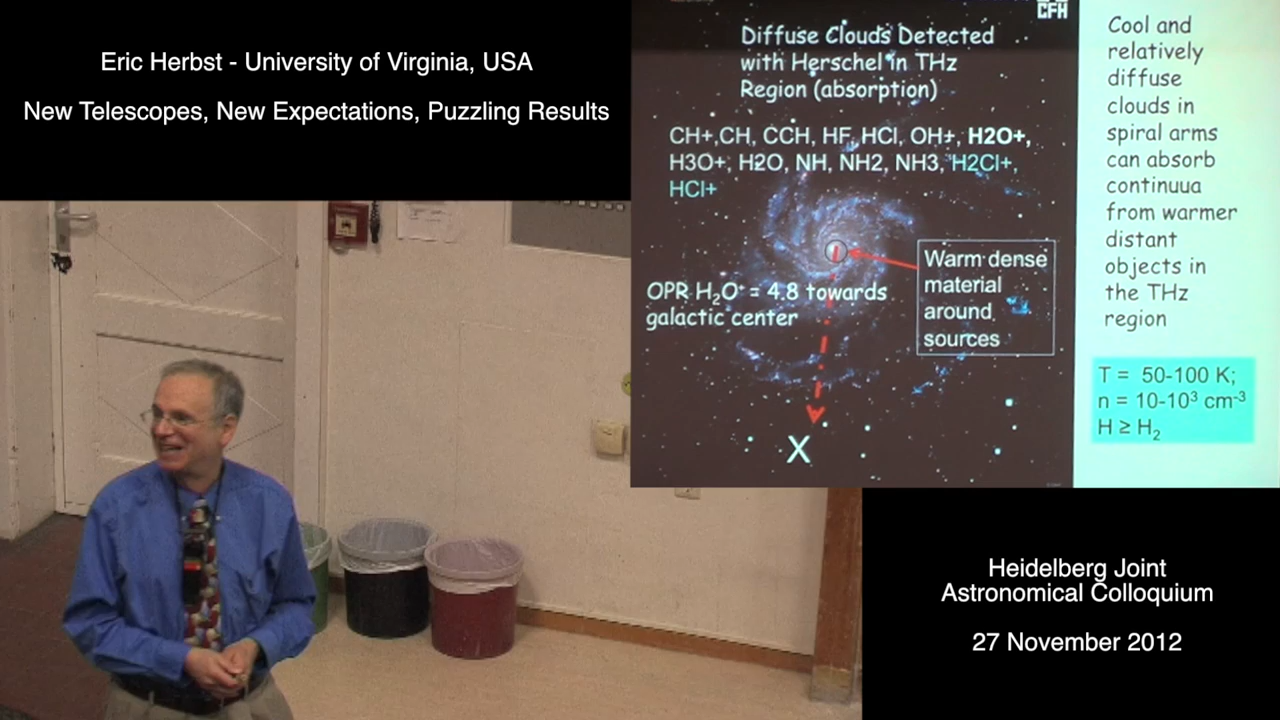 Eric Herbst - University of Virginia, USA
New Telescopes, New Expectations, Puzzling Results
CFH
Diffuse Clouds Detected
with Herschel in THz
Region (absorption)
CH+,CH, CCH, HF, HCl, OH+, H2O+,
H3O+, H2O, NH, NH2, NH3, H2Cl+,
HCl+
Warm dense
material
around
sources
OPR H₂O⁺ = 4.8 towards
galactic center
X
Cool and
relatively
diffuse
clouds in
spiral arms
can absorb
continuua
from warmer
distant
objects in
the THz
region
T = 50-100 K;
n = 10-10³ cm⁻³
H ≥ H₂
Heidelberg Joint
Astronomical Colloquium
27 November 2012